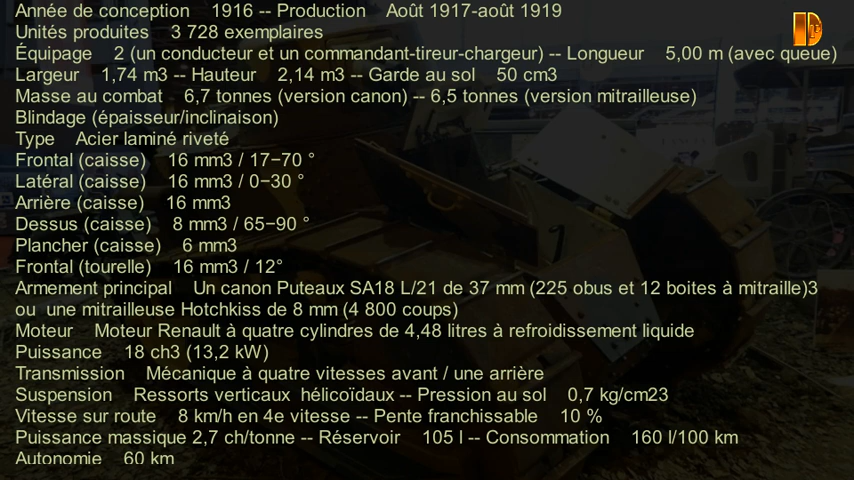 Année de conception 1916 -- Production Août 1917-août 1919
Unités produites 3 728 exemplaires
Équipage 2 (un conducteur et un commandant-tireur-chargeur) -- Longueur 5,00 m (avec queue)
Largeur 1,74 m3 -- Hauteur 2,14 m3 -- Garde au sol 50 cm3
Masse au combat 6,7 tonnes (version canon) -- 6,5 tonnes (version mitrailleuse)
Blindage (épaisseur/inclinaison)
Type Acier laminé riveté
Frontal (caisse) 16 mm3 / 17−70 °
Latéral (caisse) 16 mm3 / 0−30 °
Arrière (caisse) 16 mm3
Dessus (caisse) 8 mm3 / 65−90 °
Plancher (caisse) 6 mm3
Frontal (tourelle) 16 mm3 / 12°
Armement principal Un canon Puteaux SA18 L/21 de 37 mm (225 obus et 12 boites à mitraille)3
ou une mitrailleuse Hotchkiss de 8 mm (4 800 coups)
Moteur Moteur Renault à quatre cylindres de 4,48 litres à refroidissement liquide
Puissance 18 ch3 (13,2 kW)
Transmission Mécanique à quatre vitesses avant / une arrière
Suspension Ressorts verticaux hélicoïdaux -- Pression au sol 0,7 kg/cm23
Vitesse sur route 8 km/h en 4e vitesse -- Pente franchissable 10 %
Puissance massique 2,7 ch/tonne -- Réservoir 105 l -- Consommation 160 l/100 km
Autonomie 60 km